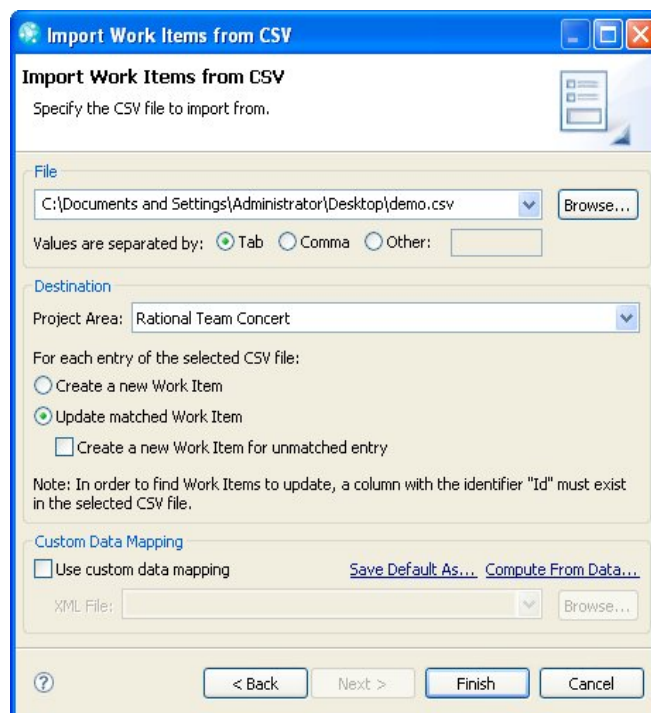 Import Work Items from CSV
Import Work Items from CSV
Specify the CSV file to import from.
File
C:\Documents and Settings\Administrator\Desktop\demo.csv Browse...
Values are separated by: Tab Comma Other:
Destination
Project Area: Rational Team Concert
For each entry of the selected CSV file:
Create a new Work Item
Update matched Work Item
Create a new Work Item for unmatched entry
Note: In order to find Work Items to update, a column with the identifier "Id" must exist
in the selected CSV file.
Custom Data Mapping
Use custom data mapping Save Default As... Compute From Data...
XML File: Browse...
? < Back Next > Finish Cancel